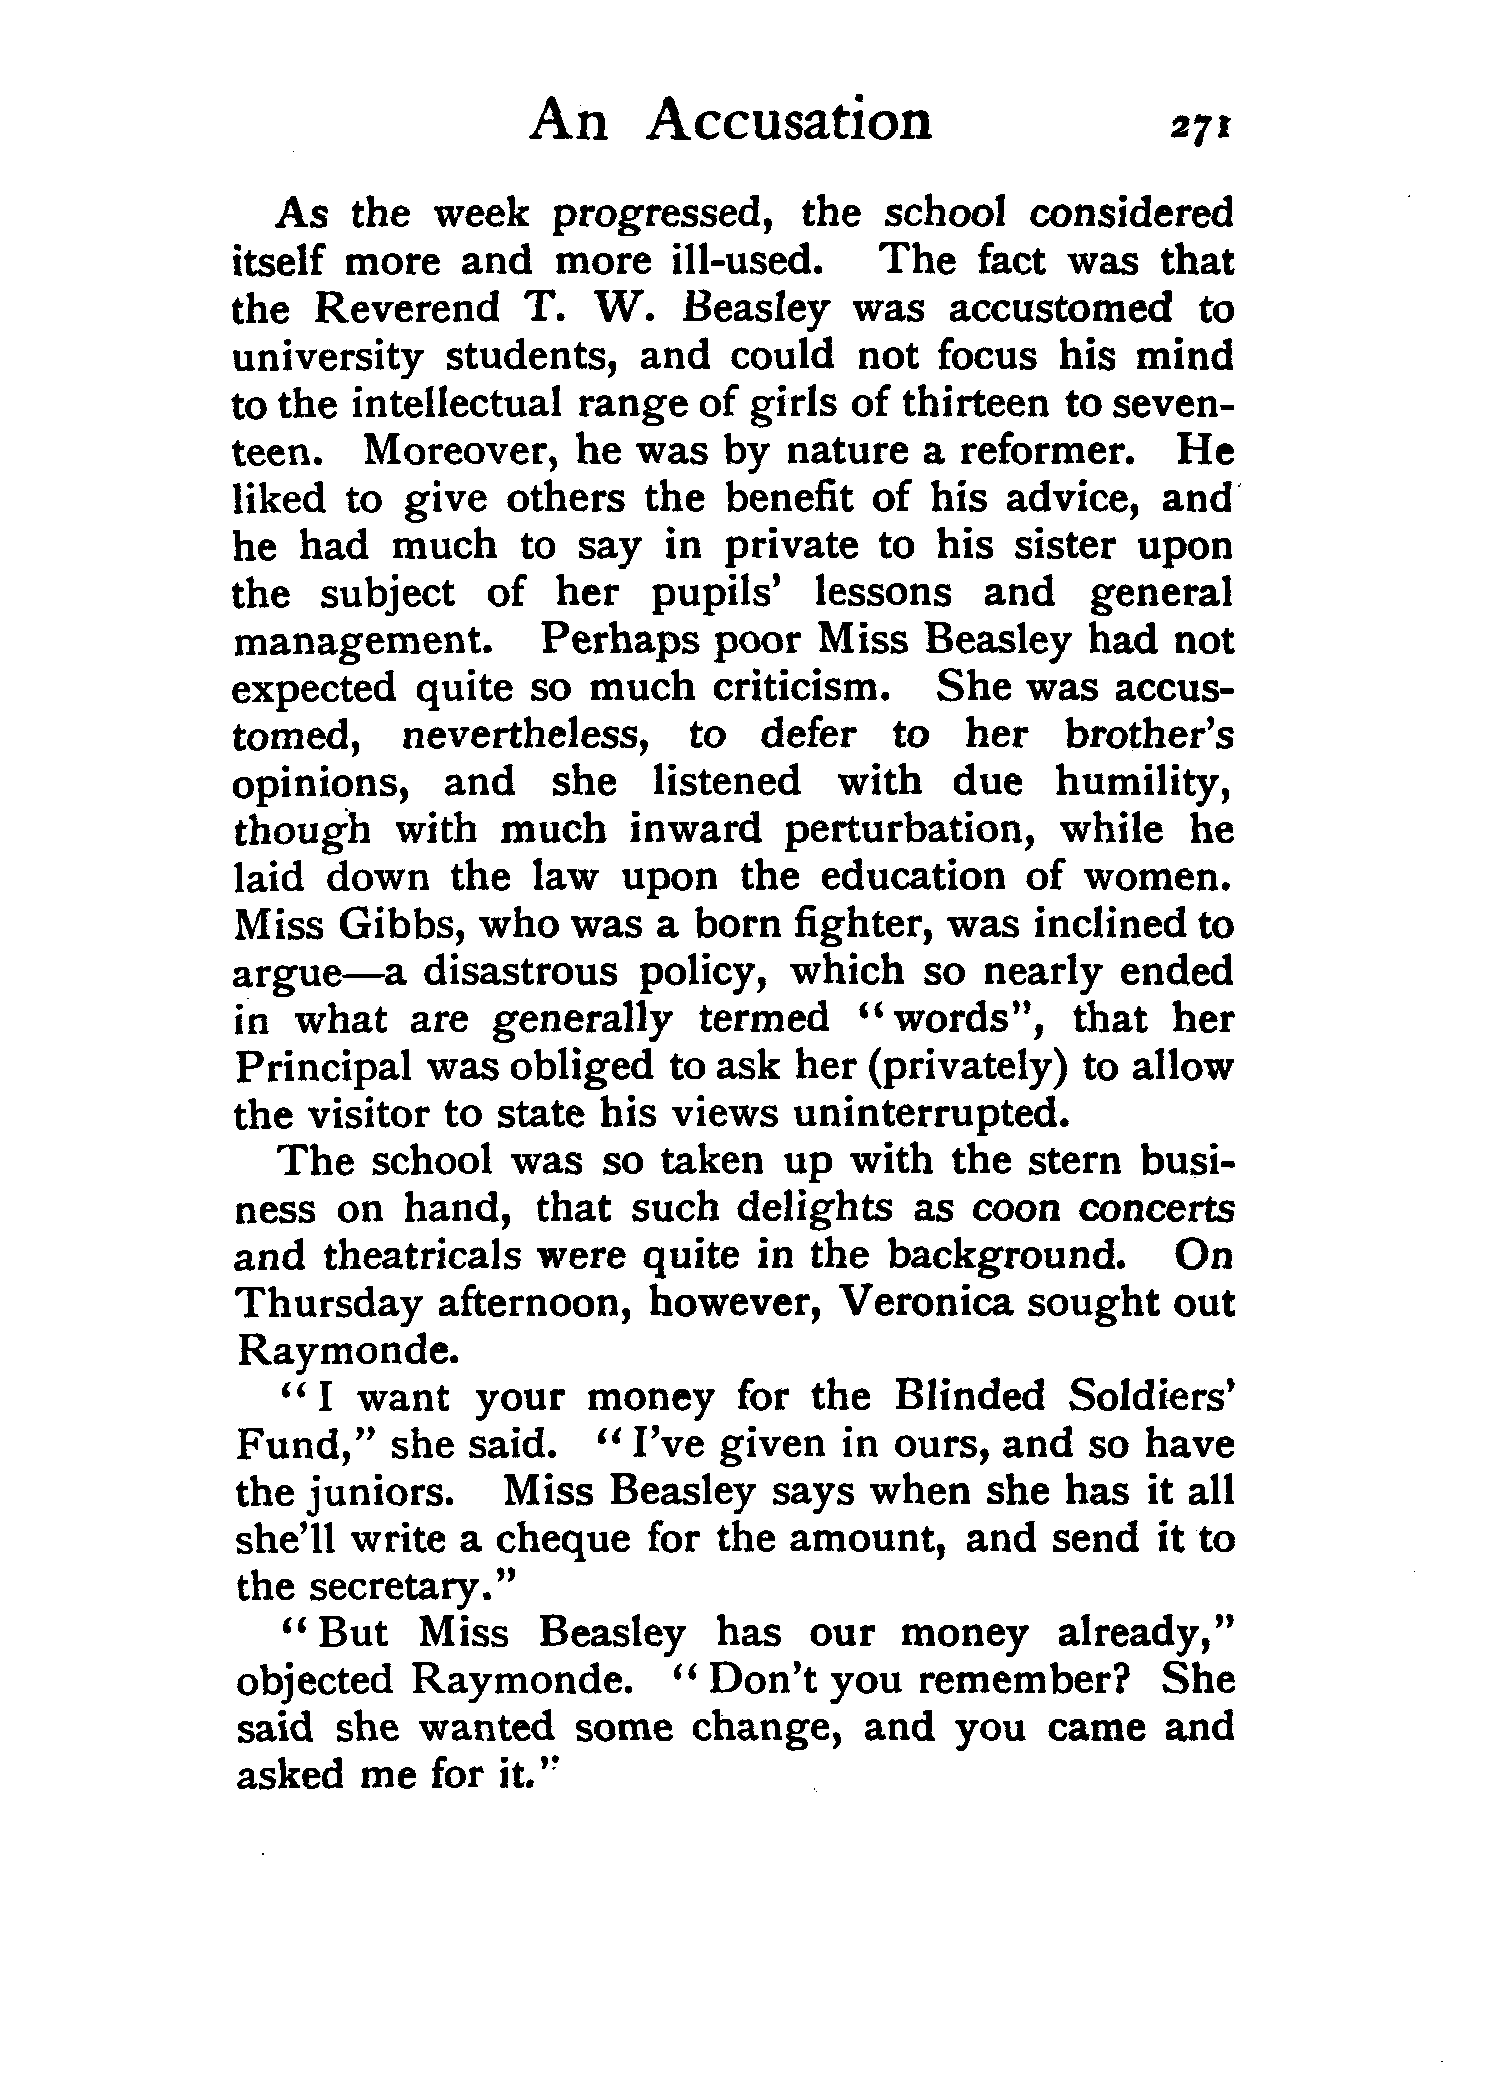 An Accusation 271
As the week progressed, the school considered
itself more and more ill-used. The fact was that
the Reverend T. W. Beasley was accustomed to
university students, and could not focus his mind
to the intellectual range of girls of thirteen to seven-
teen. Moreover, he was by nature a reformer. He
liked to give others the benefit of his advice, and
he had much to say in private to his sister upon
the subject of her pupils' lessons and general
management. Perhaps poor Miss Beasley had not
expected quite so much criticism. She was accus-
tomed, nevertheless, to defer to her brother's
opinions, and she listened with due humility,
though with much inward perturbation, while he
laid down the law upon the education of women.
Miss Gibbs, who was a born fighter, was inclined to
argue—a disastrous policy, which so nearly ended
in what are generally termed "words", that her
Principal was obliged to ask her (privately) to allow
the visitor to state his views uninterrupted.
The school was so taken up with the stern busi-
ness on hand, that such delights as coon concerts
and theatricals were quite in the background. On
Thursday afternoon, however, Veronica sought out
Raymonde.
"I want your money for the Blinded Soldiers'
Fund," she said. "I've given in ours, and so have
the juniors. Miss Beasley says when she has it all
she'll write a cheque for the amount, and send it to
the secretary."
"But Miss Beasley has our money already,"
objected Raymonde. "Don't you remember? She
said she wanted some change, and you came and
asked me for it."